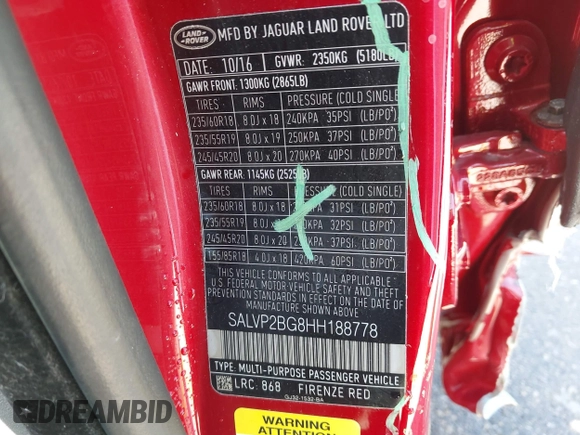 LAND-
ROVER
MFD BY JAGUAR LAND ROVER LTD
DATE: 10/16 GVWR: 2350KG (5180LB)
GAWR FRONT: 1300KG (2865LB)
TIRES RIMS PRESSURE (COLD SINGLE)
235/60R18 8.0J x 18 240KPA 35PSI (LB/PO²)
235/55R19 8.0J x 19 250KPA 37PSI (LB/PO²)
245/45R20 8.0J x 20 270KPA 40PSI (LB/PO²)
GAWR REAR: 1145KG (2525LB)
TIRES RIMS PRESSURE (COLD SINGLE)
235/60R18 8.0J x 18 31PSI (LB/PO²)
235/55R19 8.0J 32PSI (LB/PO²)
245/45R20 8.0J x 20 37PSI (LB/PO²)
155/85R18 4.0J x 18 420KPA 60PSI (LB/PO²)
THIS VEHICLE CONFORMS TO ALL APPLICABLE
U.S. FEDERAL MOTOR VEHICLE SAFETY STANDARDS
IN EFFECT ON THE DATE OF MANUFACTURE
SHOWN ABOVE
SALVP2BG8HH188778
TYPE: MULTI-PURPOSE PASSENGER VEHICLE
LRC: 868 FIRENZE RED
GJ32-1532-BA
WARNING
ATTENTION
DREAMBID